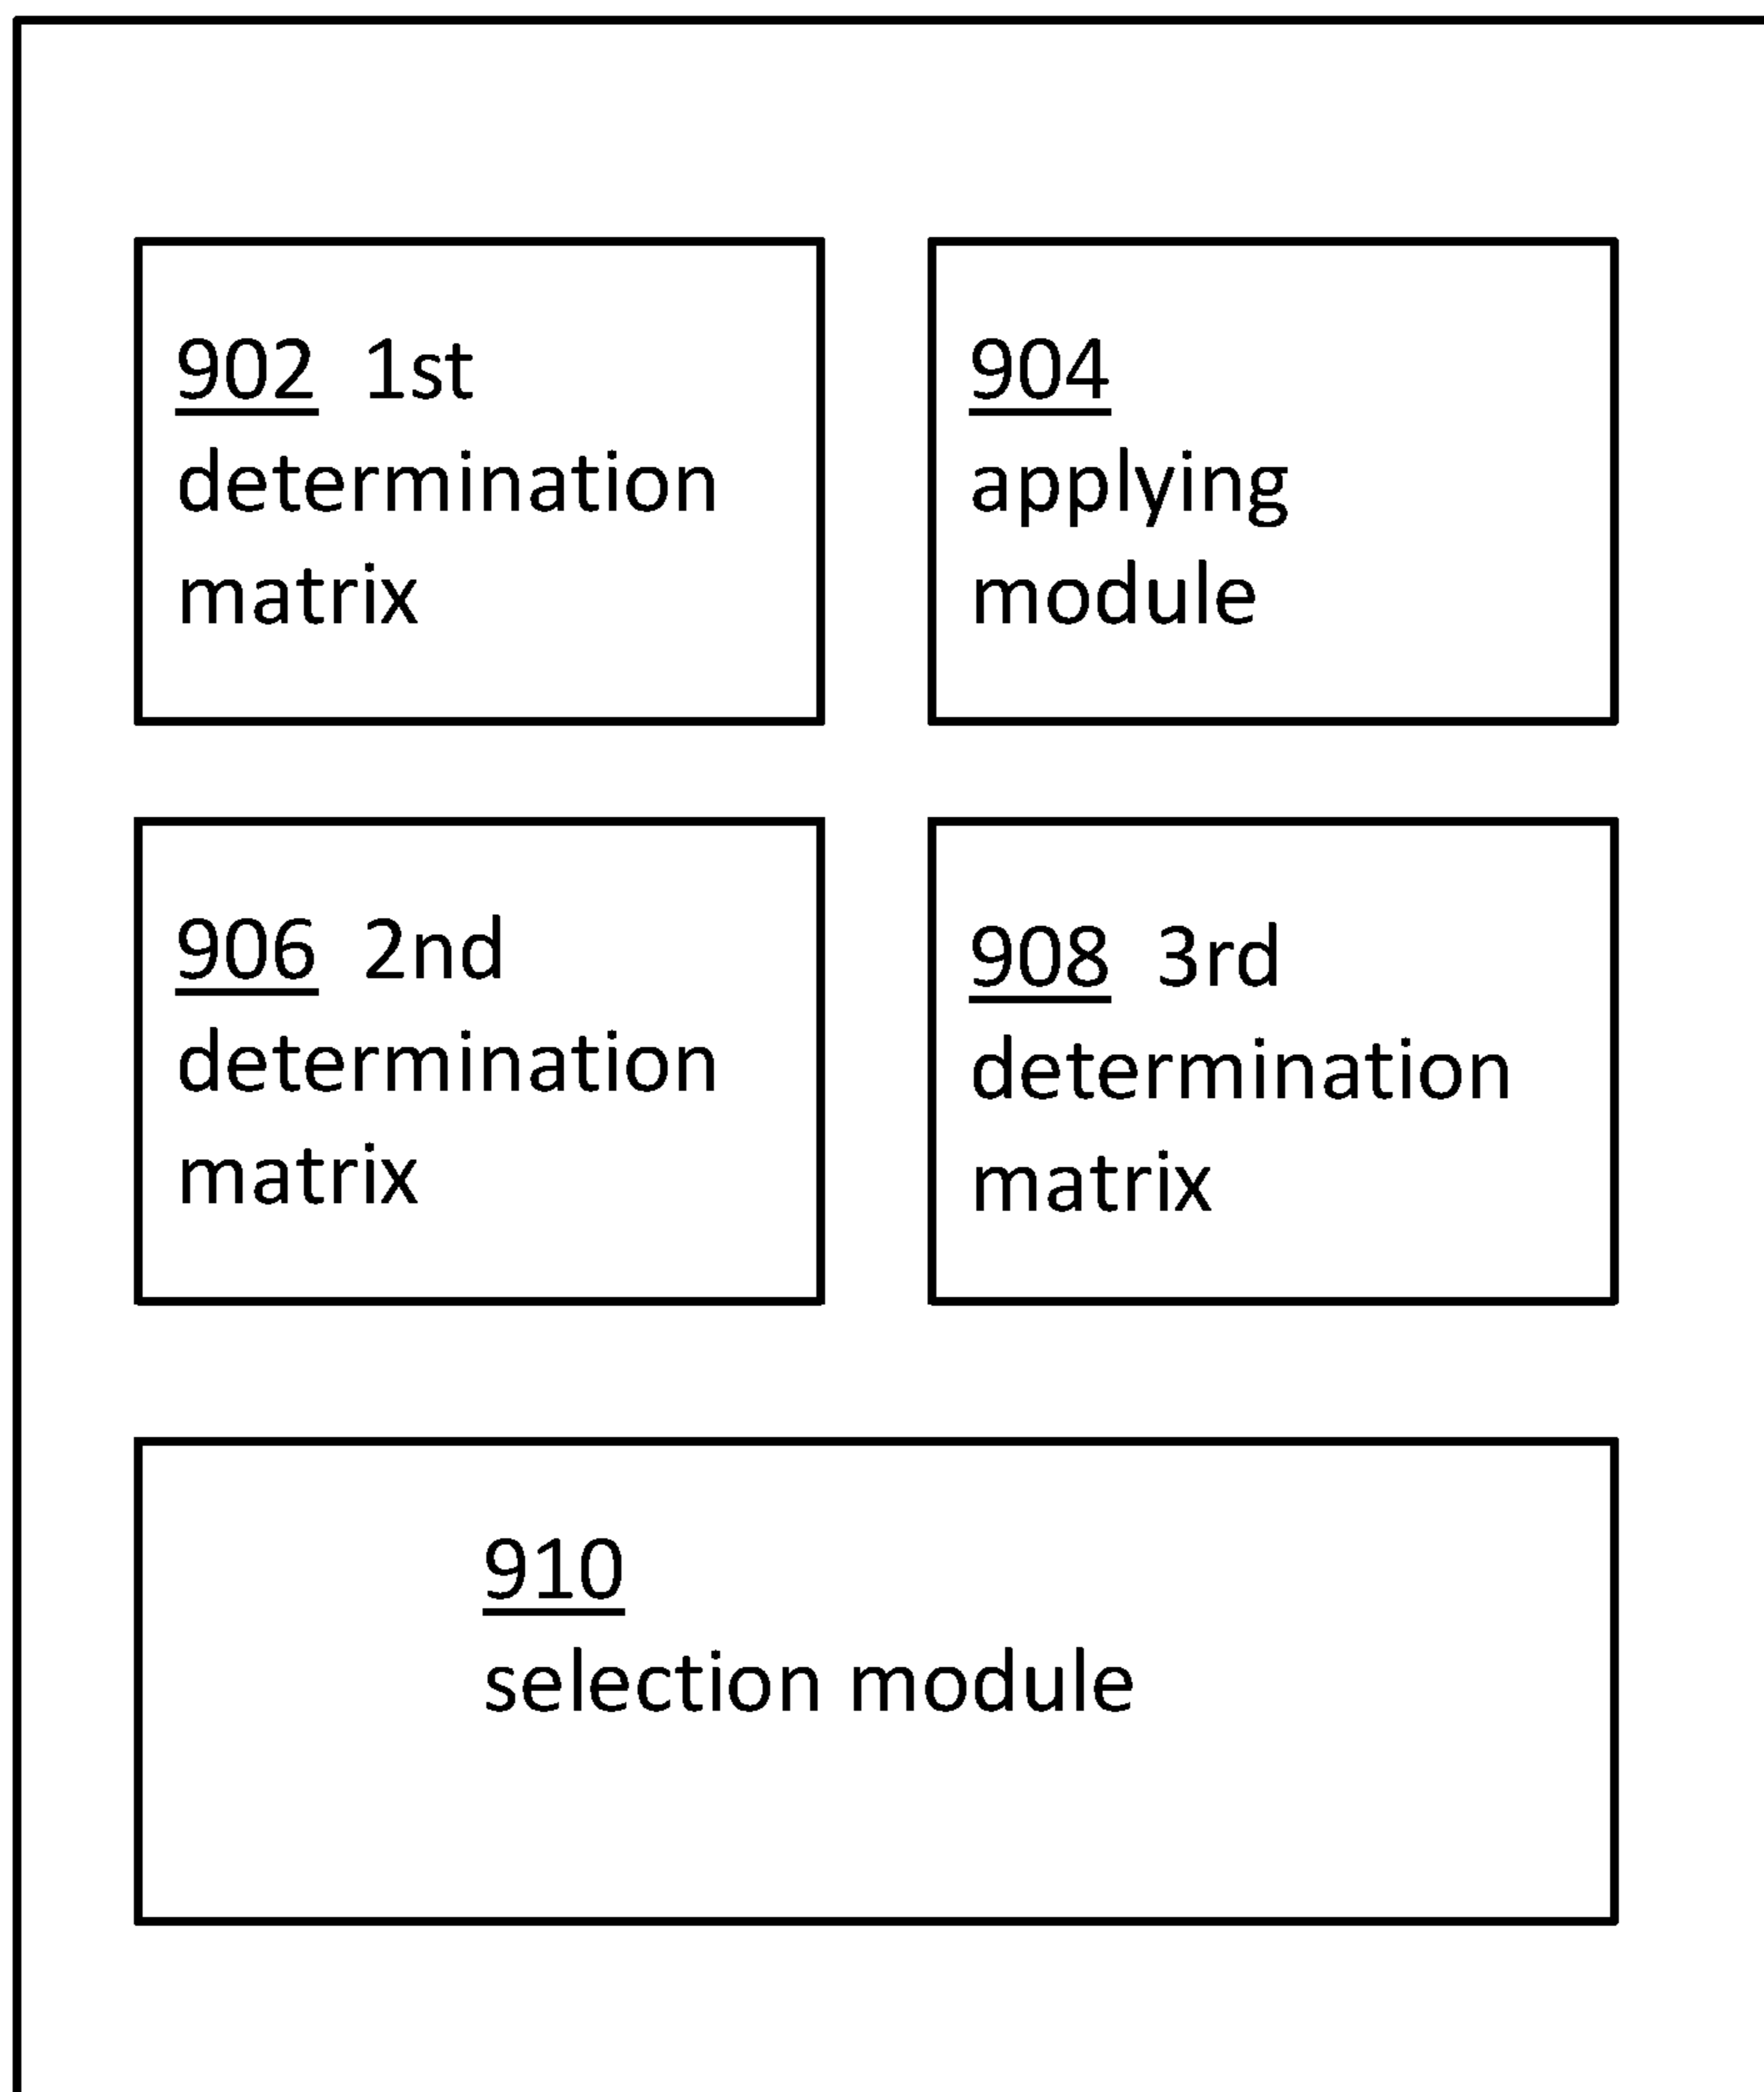 902 1st
determination
matrix
904
applying
module
906 2nd
determination
matrix
908 3rd
determination
matrix
910
selection module